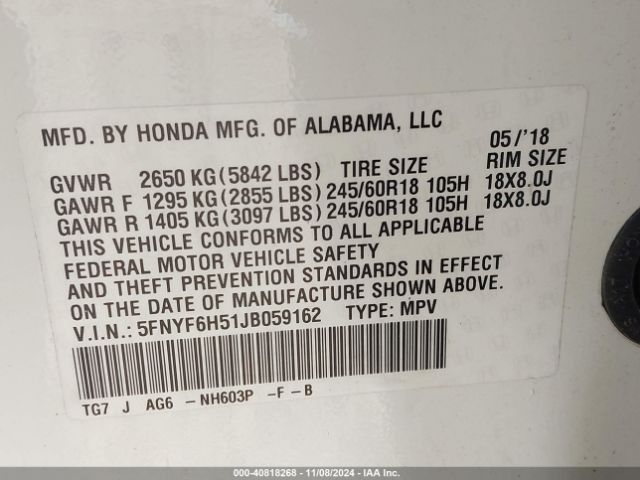 MFD. BY HONDA MFG. OF ALABAMA, LLC 05/'18
GVWR 2650 KG (5842 LBS) TIRE SIZE RIM SIZE
GAWR F 1295 KG (2855 LBS) 245/60R18 105H 18X8.0J
GAWR R 1405 KG (3097 LBS) 245/60R18 105H 18X8.0J
THIS VEHICLE CONFORMS TO ALL APPLICABLE
FEDERAL MOTOR VEHICLE SAFETY
AND THEFT PREVENTION STANDARDS IN EFFECT
ON THE DATE OF MANUFACTURE SHOWN ABOVE.
V.I.N.: 5FNYF6H51JB059162 TYPE: MPV
TG7 J AG6 - NH603P - F - B
000-40818268 - 11/08/2024 - IAA Inc.